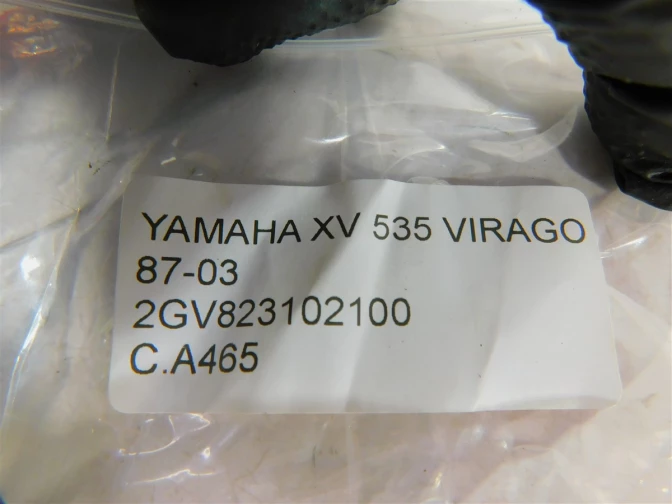 YAMAHA XV 535 VIRAGO
87-03
2GV823102100
C.A465